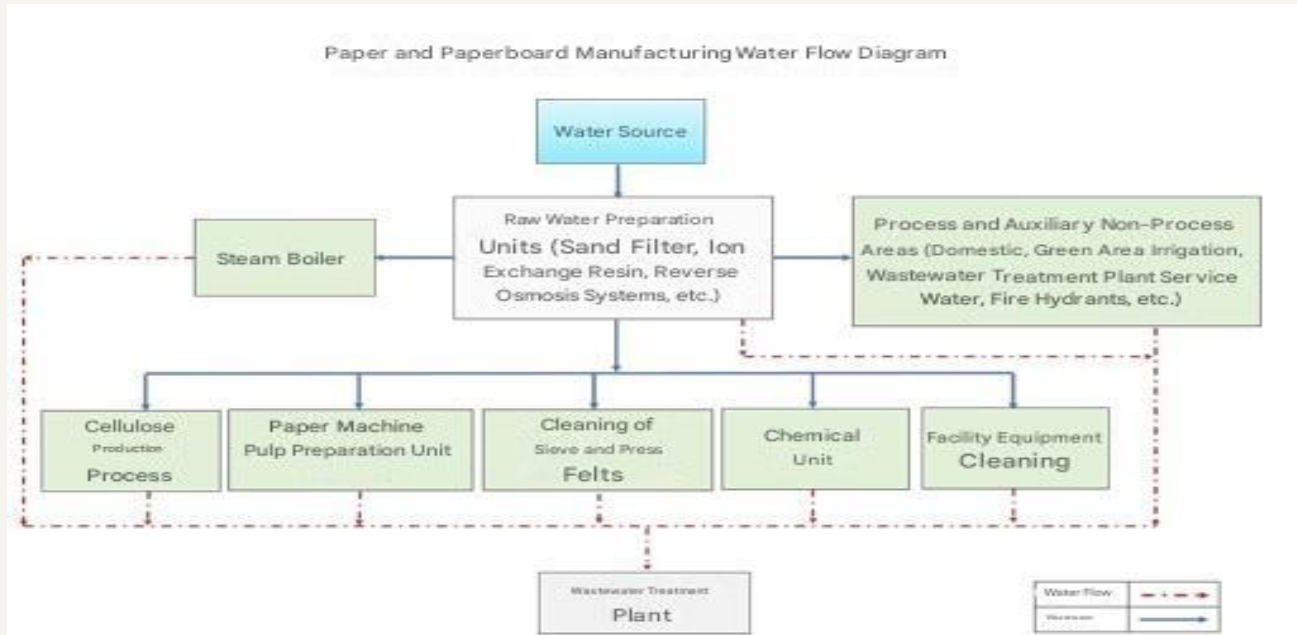 Paper and Paperboard Manufacturing Water Flow Diagram
Water Source
Raw Water Preparation
Units (Sand Filter, Ion
Exchange Resin, Reverse
Osmosis Systems, etc.)
Steam Boiler
Process and Auxiliary Non-Process
Areas (Domestic, Green Area Irrigation,
Wastewater Treatment Plant Service
Water, Fire Hydrants, etc.)
Cellulose
Production
Process
Paper Machine
Pulp Preparation Unit
Cleaning of
Sieve and Press
Felts
Chemical
Unit
Facility Equipment
Cleaning
Wastewater Treatment
Plant
Water Flow